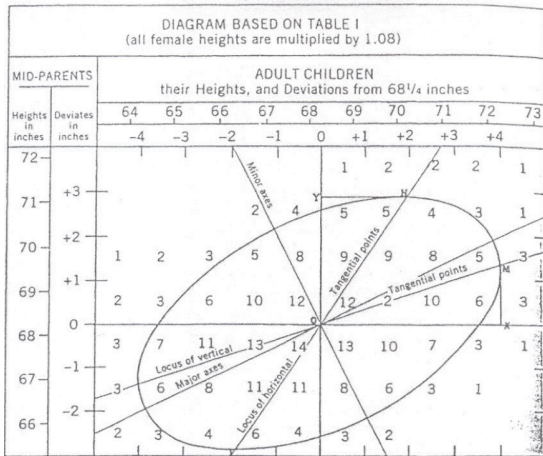 DIAGRAM BASED ON TABLE I
(all female heights are multiplied by 1.08)
MID-PARENTS
ADULT CHILDREN
their Heights, and Deviations from 68 1/4 inches
Heights in inches
Deviates in inches
64 65 66 67 68 69 70 71 72 73
-4 -3 -2 -1 0 +1 +2 +3 +4
72
1 2 2 2 1
71
+3
Minor axes
Y
N
2 4 5 5 4 3 1
+2
70
1 2 3 5 8 9 9 8 5 3
Tangential points
Tangential points
M
+1
69
2 3 6 10 12 12 2 10 6 3
68
0
O
X
3 7 11 13 14 13 10 7 3 1
Locus of vertical
-1
Major axes
67
3 6 8 11 11 8 6 3 1
Locus of horizontal
-2
66
2 3 4 6 4 3 2